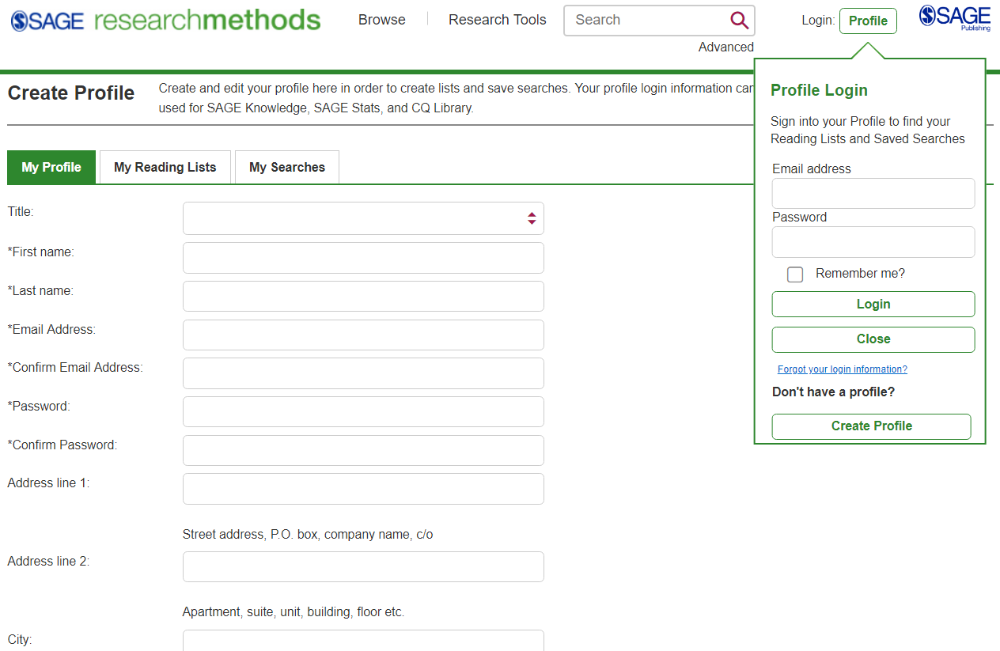 SAGE researchmethods
Browse
Research Tools
Search
Advanced
Login: Profile
SAGE
Publishing
Create Profile
Create and edit your profile here in order to create lists and save searches. Your profile login information can
used for SAGE Knowledge, SAGE Stats, and CQ Library.
My Profile
My Reading Lists
My Searches
Title:
*First name:
*Last name:
*Email Address:
*Confirm Email Address:
*Password:
*Confirm Password:
Address line 1:
Street address, P.O. box, company name, c/o
Address line 2:
Apartment, suite, unit, building, floor etc.
City:
Profile Login
Sign into your Profile to find your
Reading Lists and Saved Searches
Email address
Password
Remember me?
Login
Close
Forgot your login information?
Don't have a profile?
Create Profile